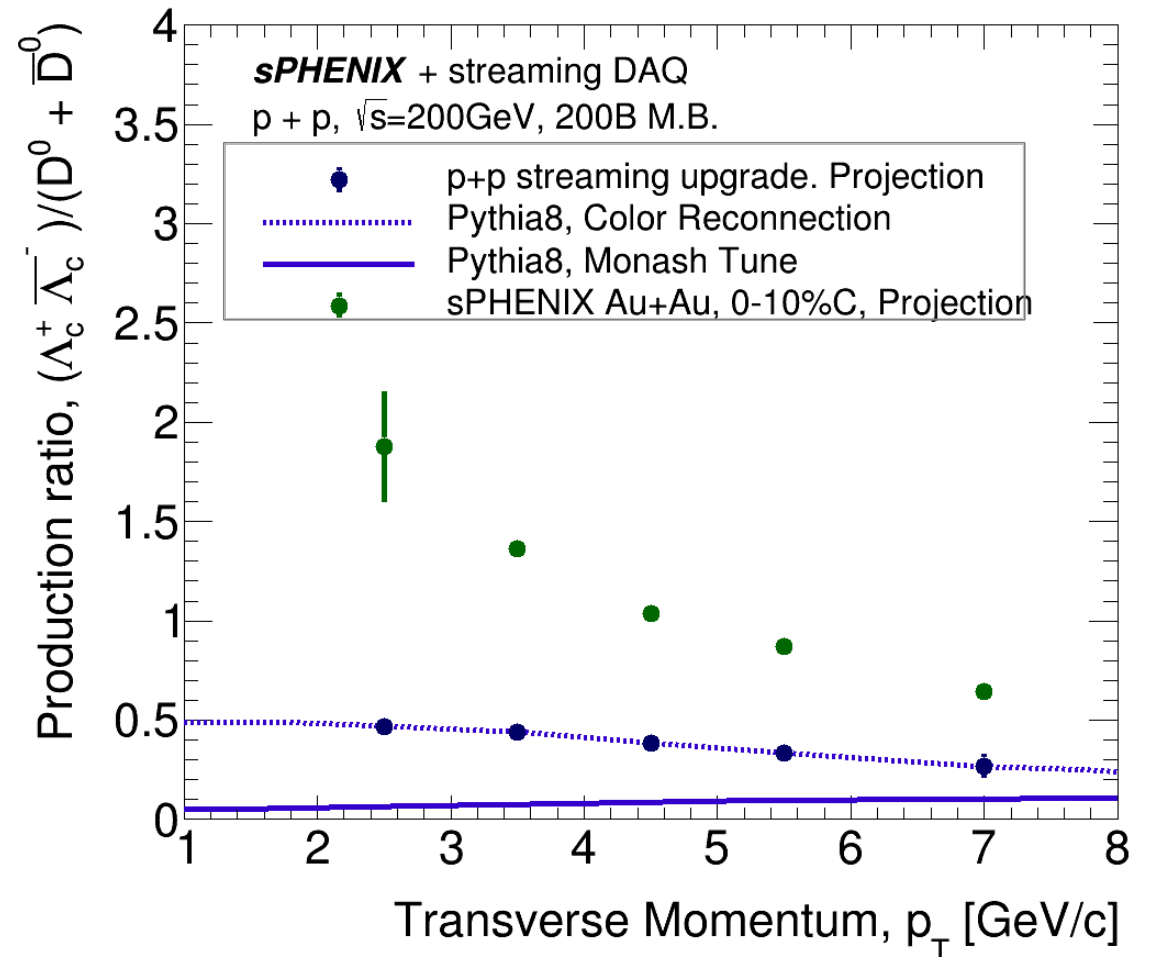 sPHENIX + streaming DAQ
p + p, √s=200GeV, 200B M.B.
p+p streaming upgrade. Projection
Pythia8, Color Reconnection
Pythia8, Monash Tune
sPHENIX Au+Au, 0-10%C, Projection
Production ratio, (Λc+ Λ̅c-)/(D0 + D̅0)
4
3.5
3
2.5
2
1.5
1
0.5
0
1 2 3 4 5 6 7 8
Transverse Momentum, pT [GeV/c]